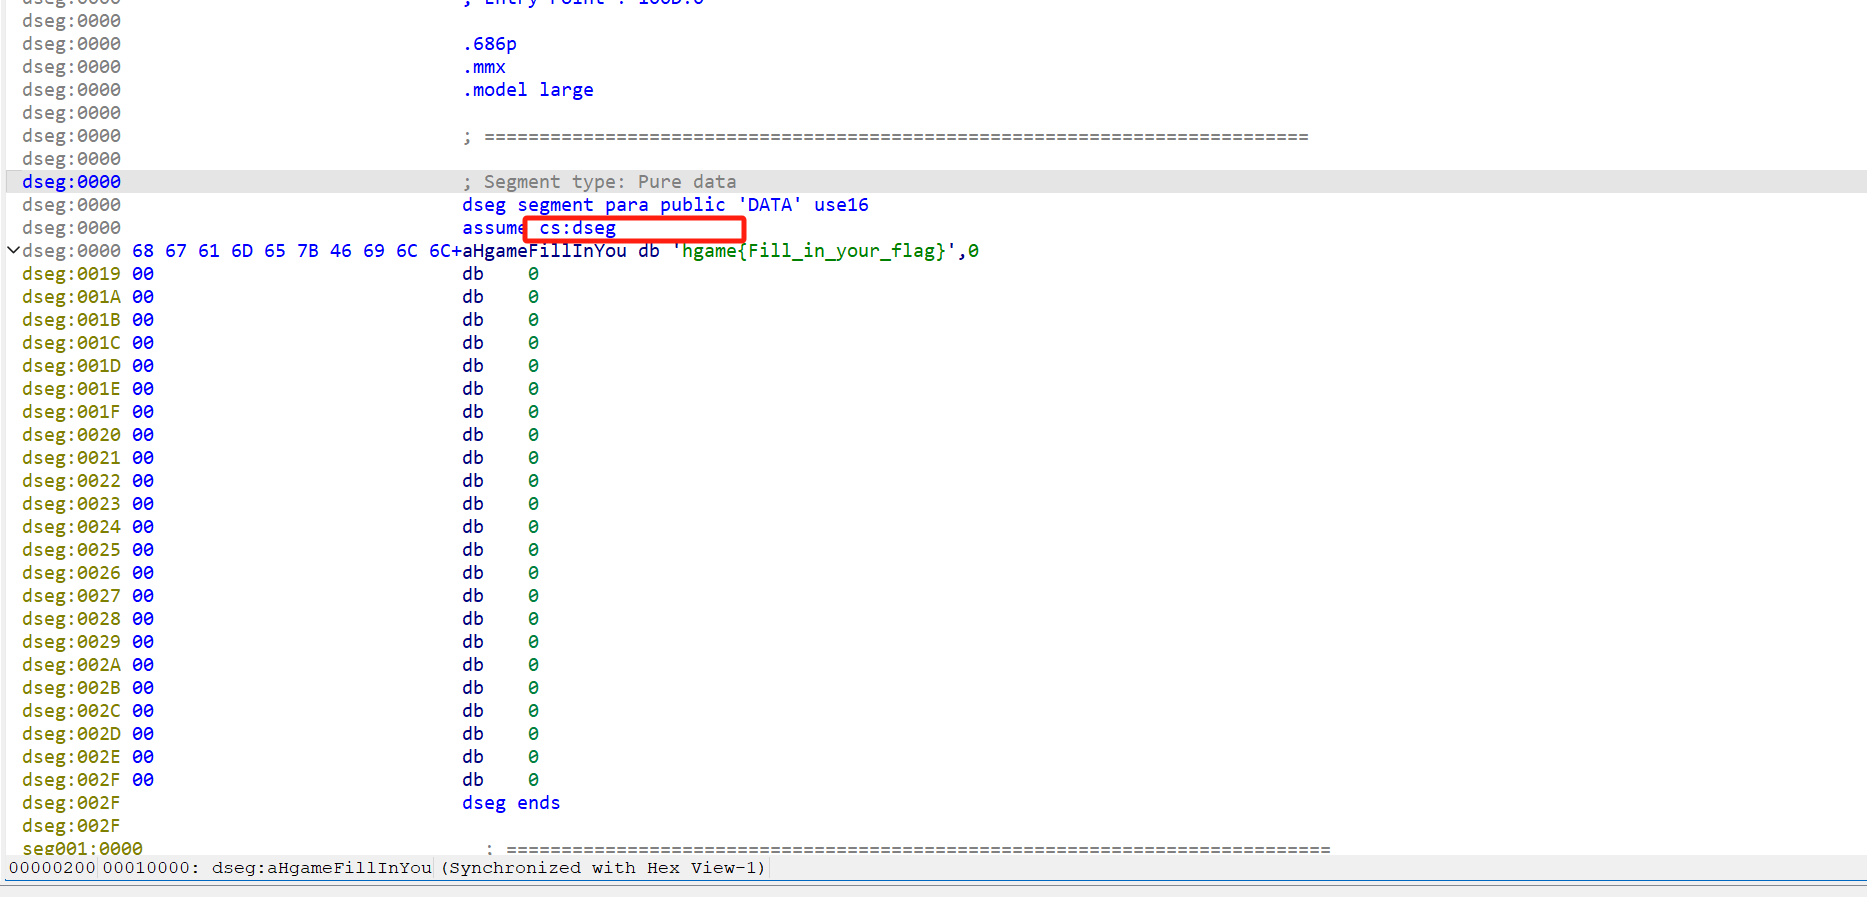 dseg:0000 ; Entry Point : 100D:0
dseg:0000
dseg:0000 .686p
dseg:0000 .mmx
dseg:0000 .model large
dseg:0000
dseg:0000 ; ===========================================================================
dseg:0000
dseg:0000 ; Segment type: Pure data
dseg:0000 dseg segment para public 'DATA' use16
dseg:0000 assume cs:dseg
dseg:0000 68 67 61 6D 65 7B 46 69 6C 6C+aHgameFillInYou db 'hgame{Fill_in_your_flag}',0
dseg:0019 00 db 0
dseg:001A 00 db 0
dseg:001B 00 db 0
dseg:001C 00 db 0
dseg:001D 00 db 0
dseg:001E 00 db 0
dseg:001F 00 db 0
dseg:0020 00 db 0
dseg:0021 00 db 0
dseg:0022 00 db 0
dseg:0023 00 db 0
dseg:0024 00 db 0
dseg:0025 00 db 0
dseg:0026 00 db 0
dseg:0027 00 db 0
dseg:0028 00 db 0
dseg:0029 00 db 0
dseg:002A 00 db 0
dseg:002B 00 db 0
dseg:002C 00 db 0
dseg:002D 00 db 0
dseg:002E 00 db 0
dseg:002F 00 db 0
dseg:002F dseg ends
dseg:002F
seg001:0000 ; ===========================================================================
00000200 00010000: dseg:aHgameFillInYou (Synchronized with Hex View-1)